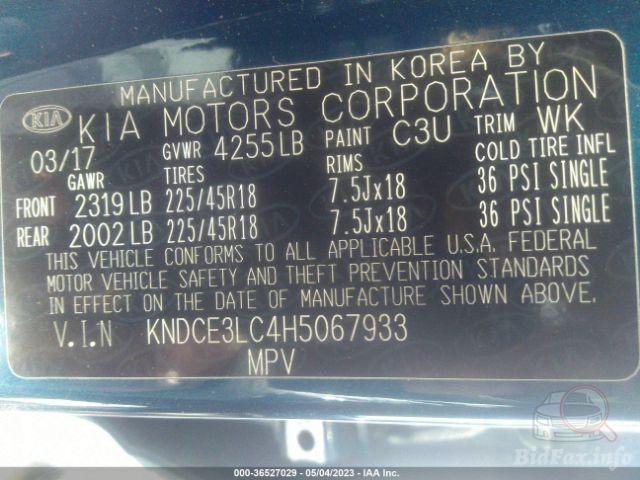 MANUFACTURED IN KOREA BY
KIA KIA MOTORS CORPORATION
03/17 GVWR 4255LB PAINT C3U TRIM WK
GAWR TIRES RIMS COLD TIRE INFL
FRONT 2319LB 225/45R18 7.5Jx18 36 PSI SINGLE
REAR 2002LB 225/45R18 7.5Jx18 36 PSI SINGLE
THIS VEHICLE CONFORMS TO ALL APPLICABLE U.S.A. FEDERAL
MOTOR VEHICLE SAFETY AND THEFT PREVENTION STANDARDS
IN EFFECT ON THE DATE OF MANUFACTURE SHOWN ABOVE.
V.I.N KNDCE3LC4H5067933
MPV
BidFax.info
000-36527029 - 05/04/2023 - IAA Inc.